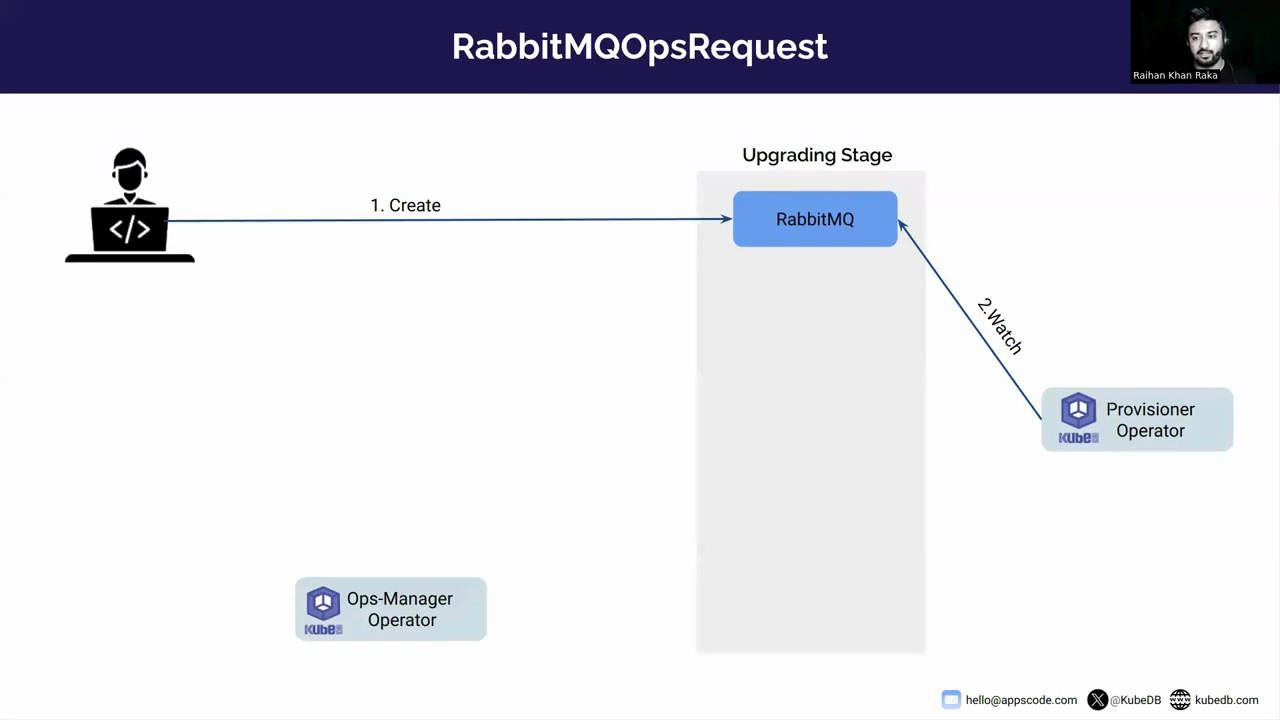 RabbitMQOpsRequest
Raihan Khan Raka
Upgrading Stage
1. Create
RabbitMQ
</>
2.Watch
Provisioner
Operator
Kube
Ops-Manager
Operator
Kube
hello@appscode.com @KubeDB kubedb.com